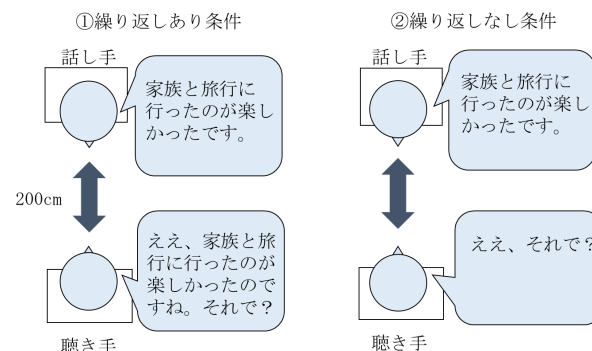 ①繰り返しあり条件
話し手
家族と旅行に
行ったのが楽し
かったです。
200cm
ええ、家族と旅
行に行ったのが
楽しかったので
すね。それで？
聴き手
②繰り返しなし条件
話し手
家族と旅行に
行ったのが楽し
かったです。
ええ、それで？
聴き手